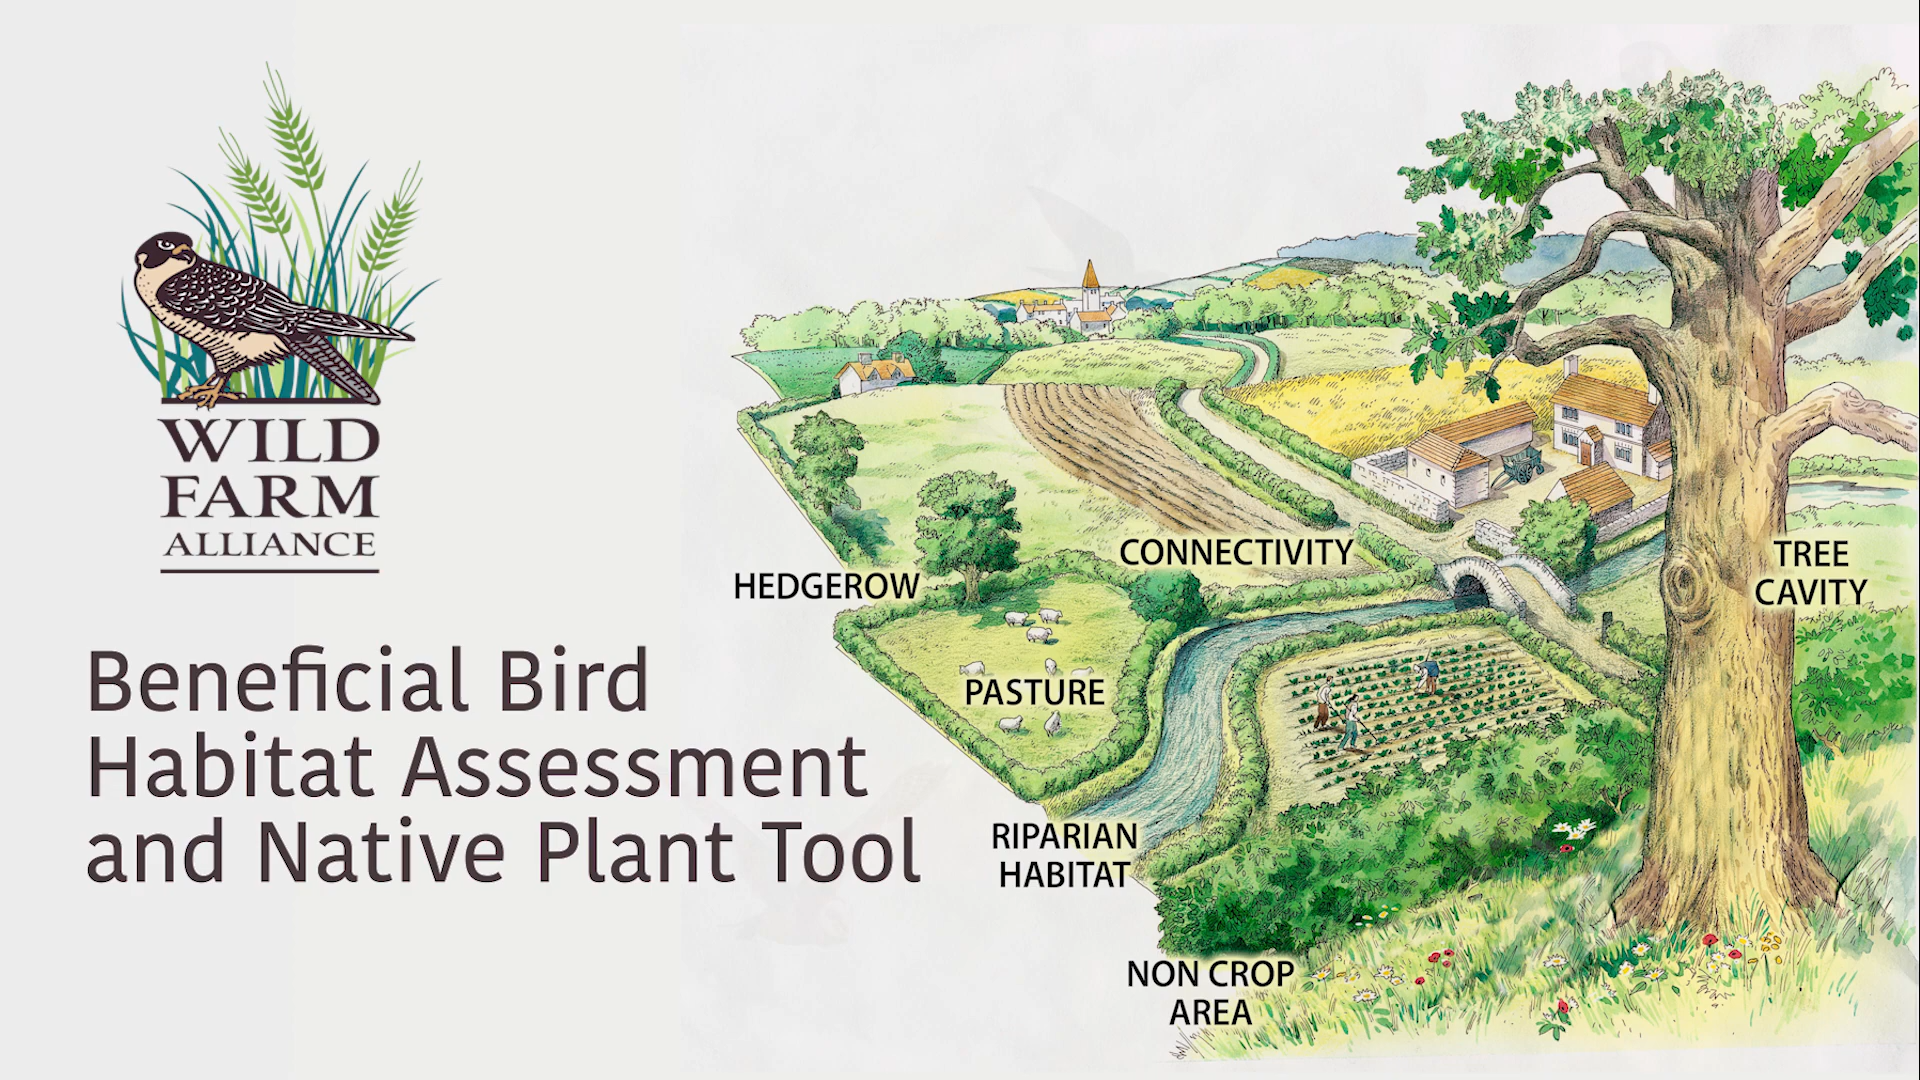 WILD
FARM
ALLIANCE
Beneficial Bird
Habitat Assessment
and Native Plant Tool
HEDGEROW
CONNECTIVITY
TREE
CAVITY
PASTURE
RIPARIAN
HABITAT
NON CROP
AREA